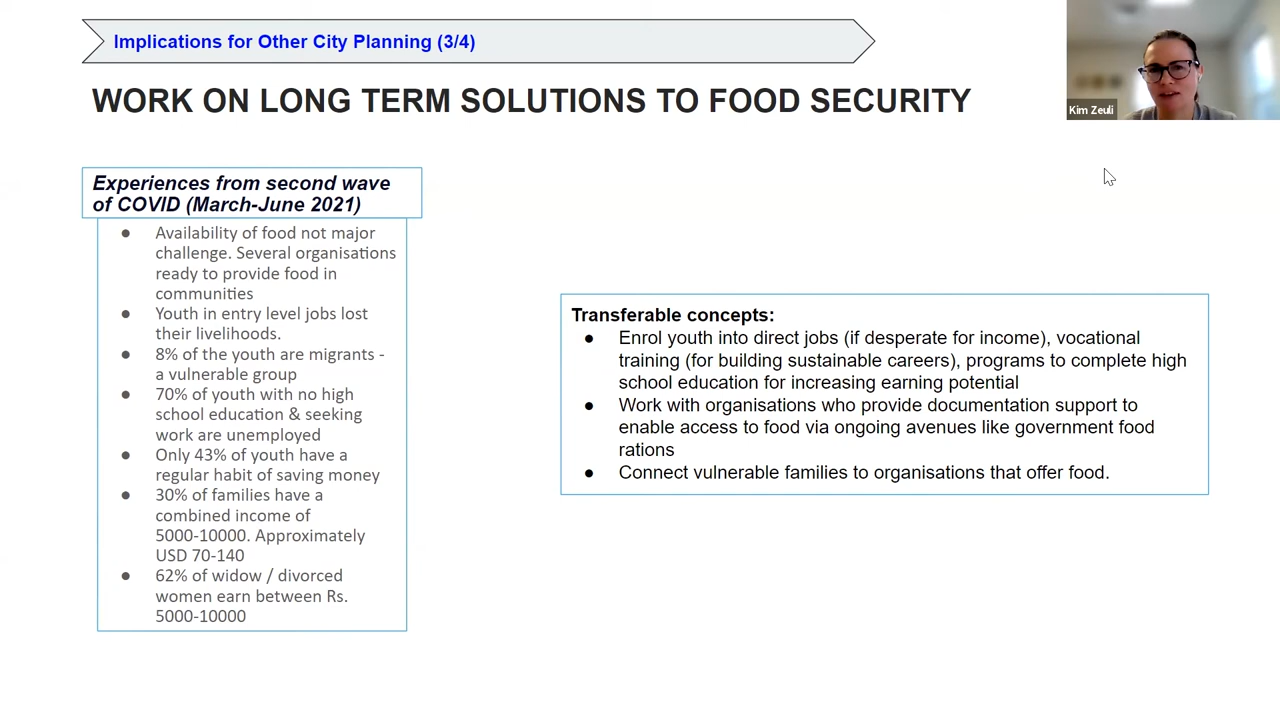 Implications for Other City Planning (3/4)
WORK ON LONG TERM SOLUTIONS TO FOOD SECURITY
Kim Zeuli
Experiences from second wave
of COVID (March-June 2021)
● Availability of food not major
challenge. Several organisations
ready to provide food in
communities
● Youth in entry level jobs lost
their livelihoods.
● 8% of the youth are migrants -
a vulnerable group
● 70% of youth with no high
school education & seeking
work are unemployed
● Only 43% of youth have a
regular habit of saving money
● 30% of families have a
combined income of
5000-10000. Approximately
USD 70-140
● 62% of widow / divorced
women earn between Rs.
5000-10000
Transferable concepts:
● Enrol youth into direct jobs (if desperate for income), vocational
training (for building sustainable careers), programs to complete high
school education for increasing earning potential
● Work with organisations who provide documentation support to
enable access to food via ongoing avenues like government food
rations
● Connect vulnerable families to organisations that offer food.